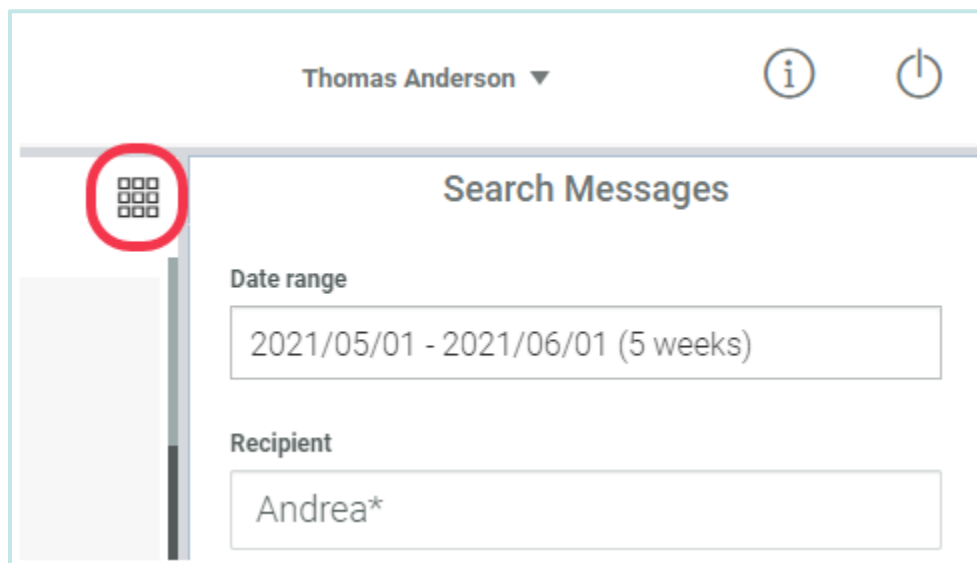 Thomas Anderson
Search Messages
Date range
2021/05/01 - 2021/06/01 (5 weeks)
Recipient
Andrea*